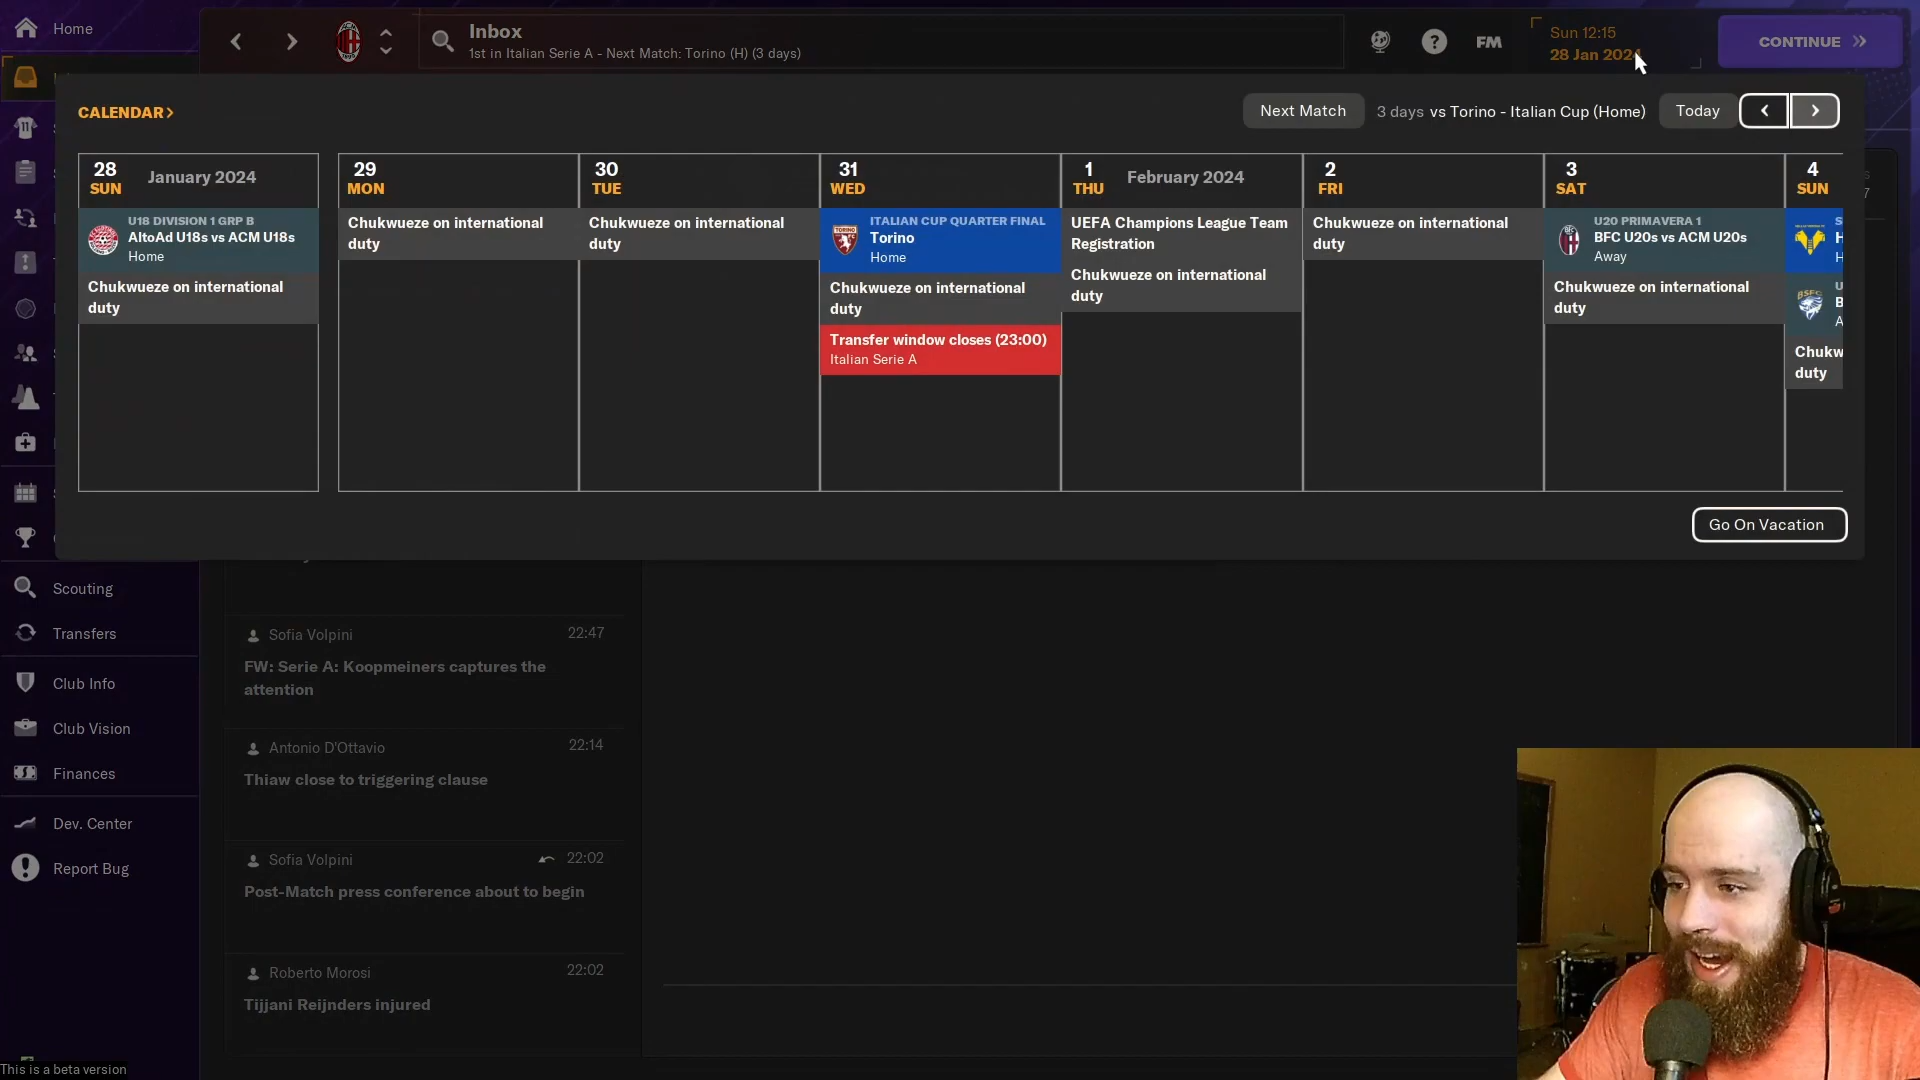 Home
Inbox
1st in Italian Serie A - Next Match: Torino (H) (3 days)
?
FM
Sun 12:15
28 Jan 2024
CONTINUE
CALENDAR
Next Match
3 days vs Torino - Italian Cup (Home)
Today
28
SUN
January 2024
29
MON
30
TUE
31
WED
1
THU
February 2024
2
FRI
3
SAT
4
SUN
U18 DIVISION 1 GRP B
AltoAd U18s vs ACM U18s
Home
Chukwueze on international
duty
Chukwueze on international
duty
Chukwueze on international
duty
ITALIAN CUP QUARTER FINAL
Torino
Home
Chukwueze on international
duty
Transfer window closes (23:00)
Italian Serie A
UEFA Champions League Team
Registration
Chukwueze on international
duty
Chukwueze on international
duty
U20 PRIMAVERA 1
BFC U20s vs ACM U20s
Away
Chukwueze on international
duty
S
H
H
U
B
A
Chukw
duty
Go On Vacation
Scouting
Transfers
Club Info
Club Vision
Finances
Dev. Center
Report Bug
Sofia Volpini
22:47
FW: Serie A: Koopmeiners captures the
attention
Antonio D'Ottavio
22:14
Thiaw close to triggering clause
Sofia Volpini
22:02
Post-Match press conference about to begin
Roberto Morosi
22:02
Tijjani Reijnders injured
This is a beta version